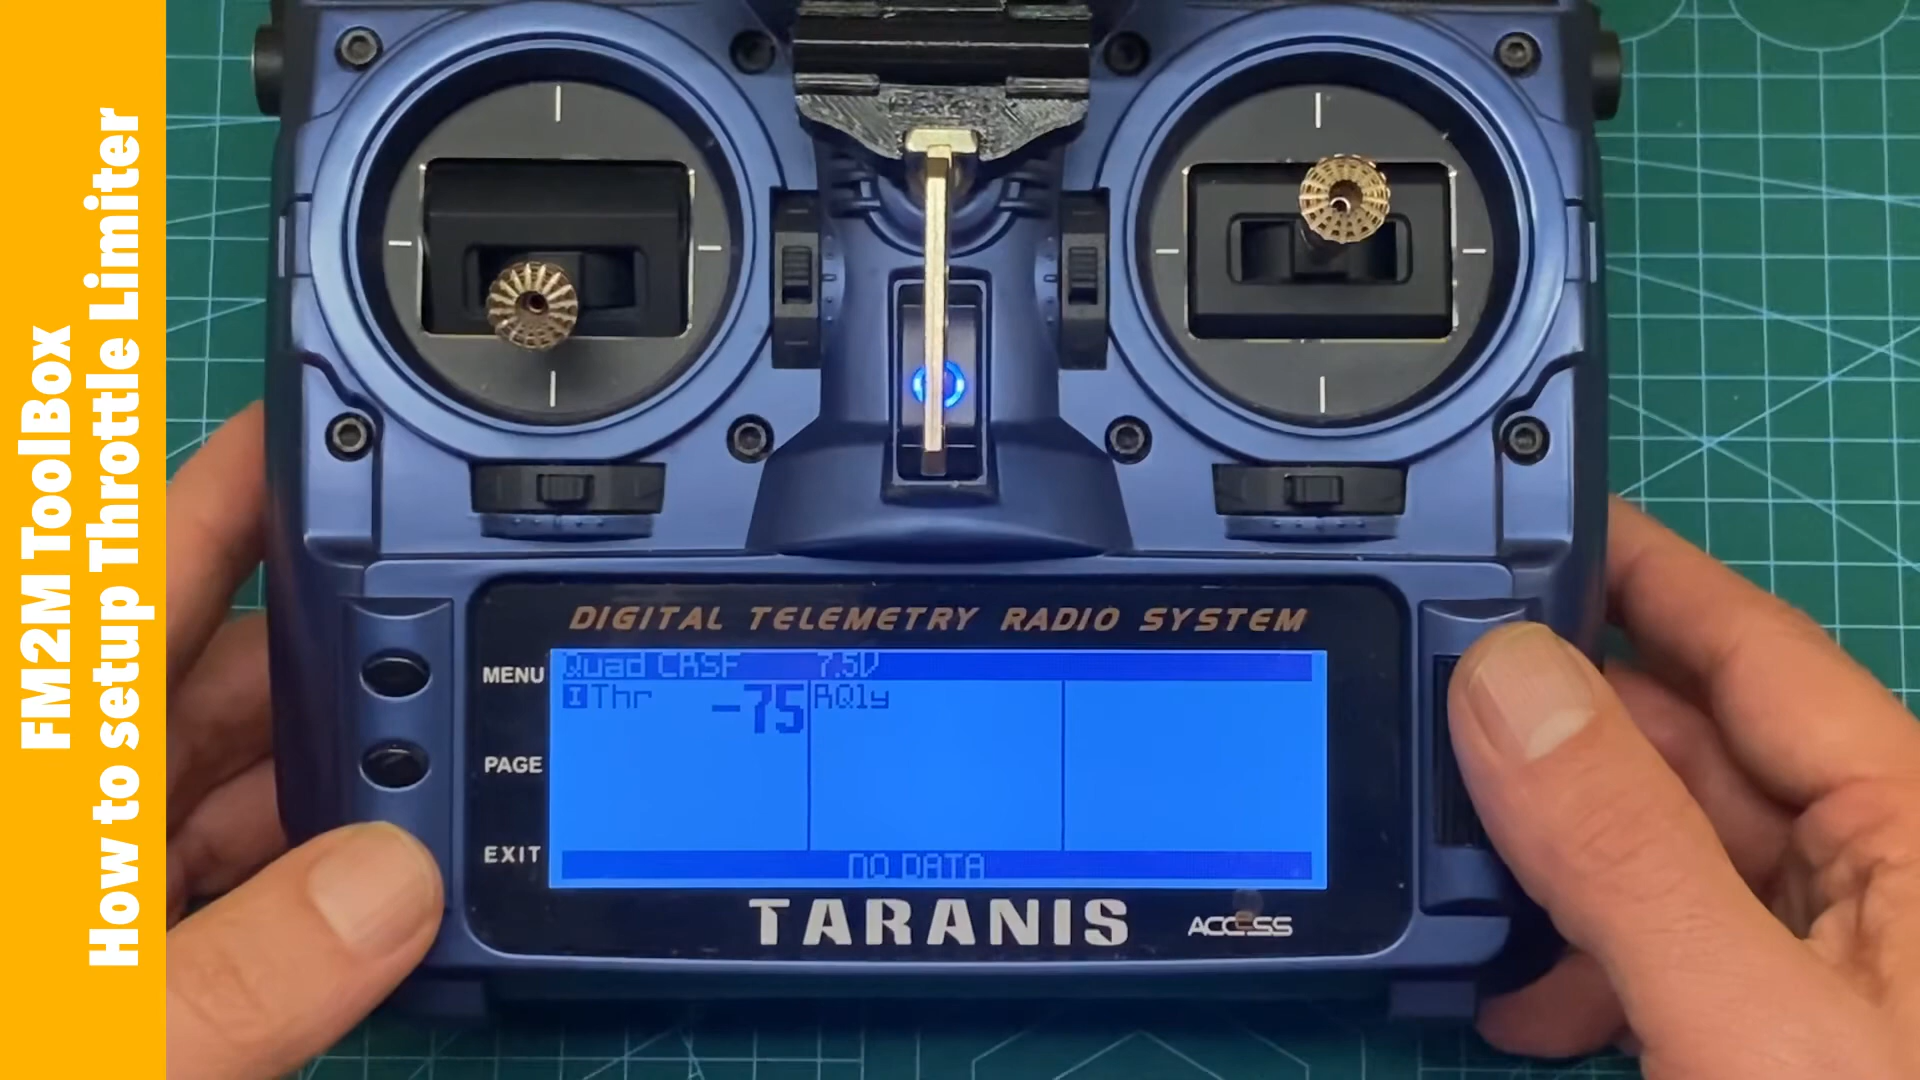 FM2M ToolBox
How to setup Throttle Limiter
DIGITAL TELEMETRY RADIO SYSTEM
MENU
PAGE
EXIT
Quad CRSF 7.5V
I Thr -75 RQly
NO DATA
TARANIS
ACCESS